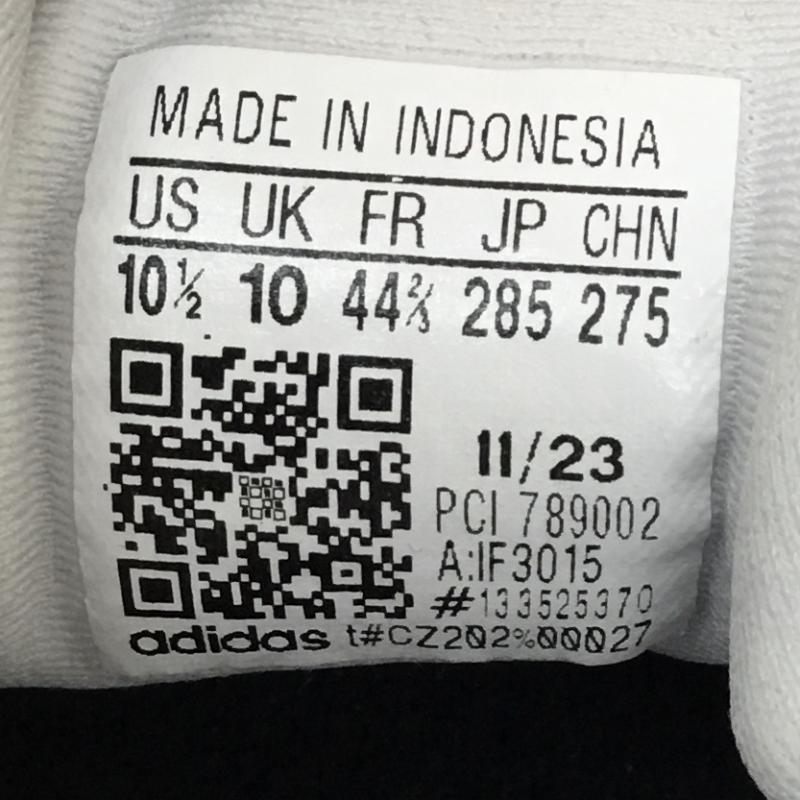 MADE IN INDONESIA
US UK FR JP CHN
10½ 10 44⅔ 285 275
11/23
PCI 789002
A:IF3015
#133525370
adidas t#CZ202%00027